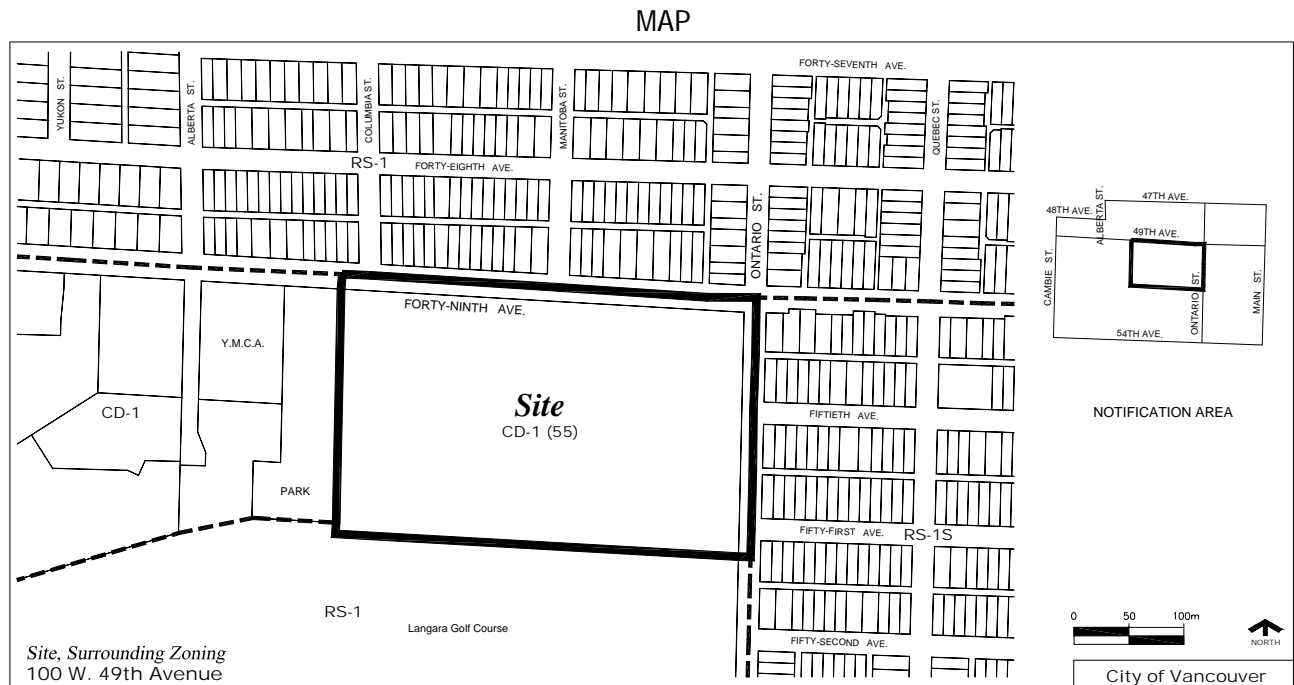 MAP
FORTY-SEVENTH AVE.
YUKON ST.
ALBERTA ST.
COLUMBIA ST.
MANITOBA ST.
QUEBEC ST.
RS-1
FORTY-EIGHTH AVE.
ONTARIO ST.
FORTY-NINTH AVE.
Y.M.C.A.
CD-1
Site
CD-1 (55)
FIFTIETH AVE.
PARK
FIFTY-FIRST AVE.
RS-1S
RS-1
Langara Golf Course
FIFTY-SECOND AVE.
47TH AVE.
48TH AVE.
ALBERTA ST.
49TH AVE.
CAMBIE ST.
ONTARIO ST.
MAIN ST.
54TH AVE.
NOTIFICATION AREA
0 50 100m
NORTH
Site, Surrounding Zoning
100 W. 49th Avenue
City of Vancouver